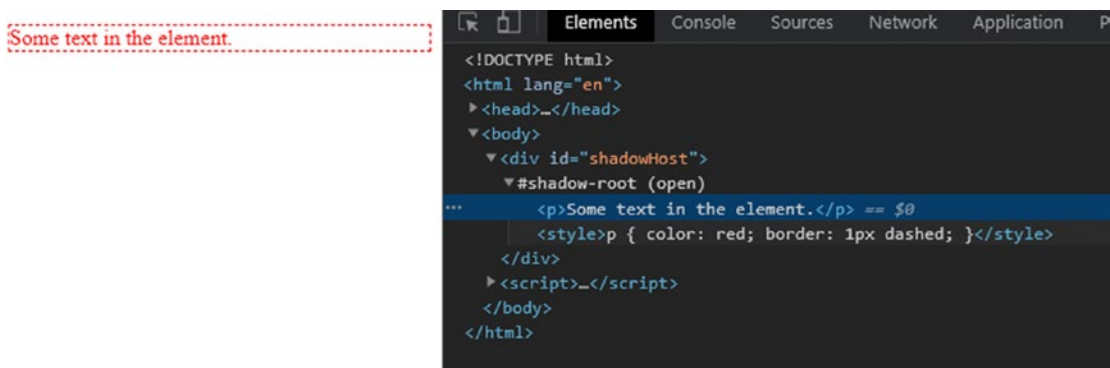 Some text in the element.
Elements Console Sources Network Application P
<!DOCTYPE html>
<html lang="en">
<head>…</head>
<body>
<div id="shadowHost">
#shadow-root (open)
<p>Some text in the element.</p> == $0
<style>p { color: red; border: 1px dashed; }</style>
</div>
<script>…</script>
</body>
</html>